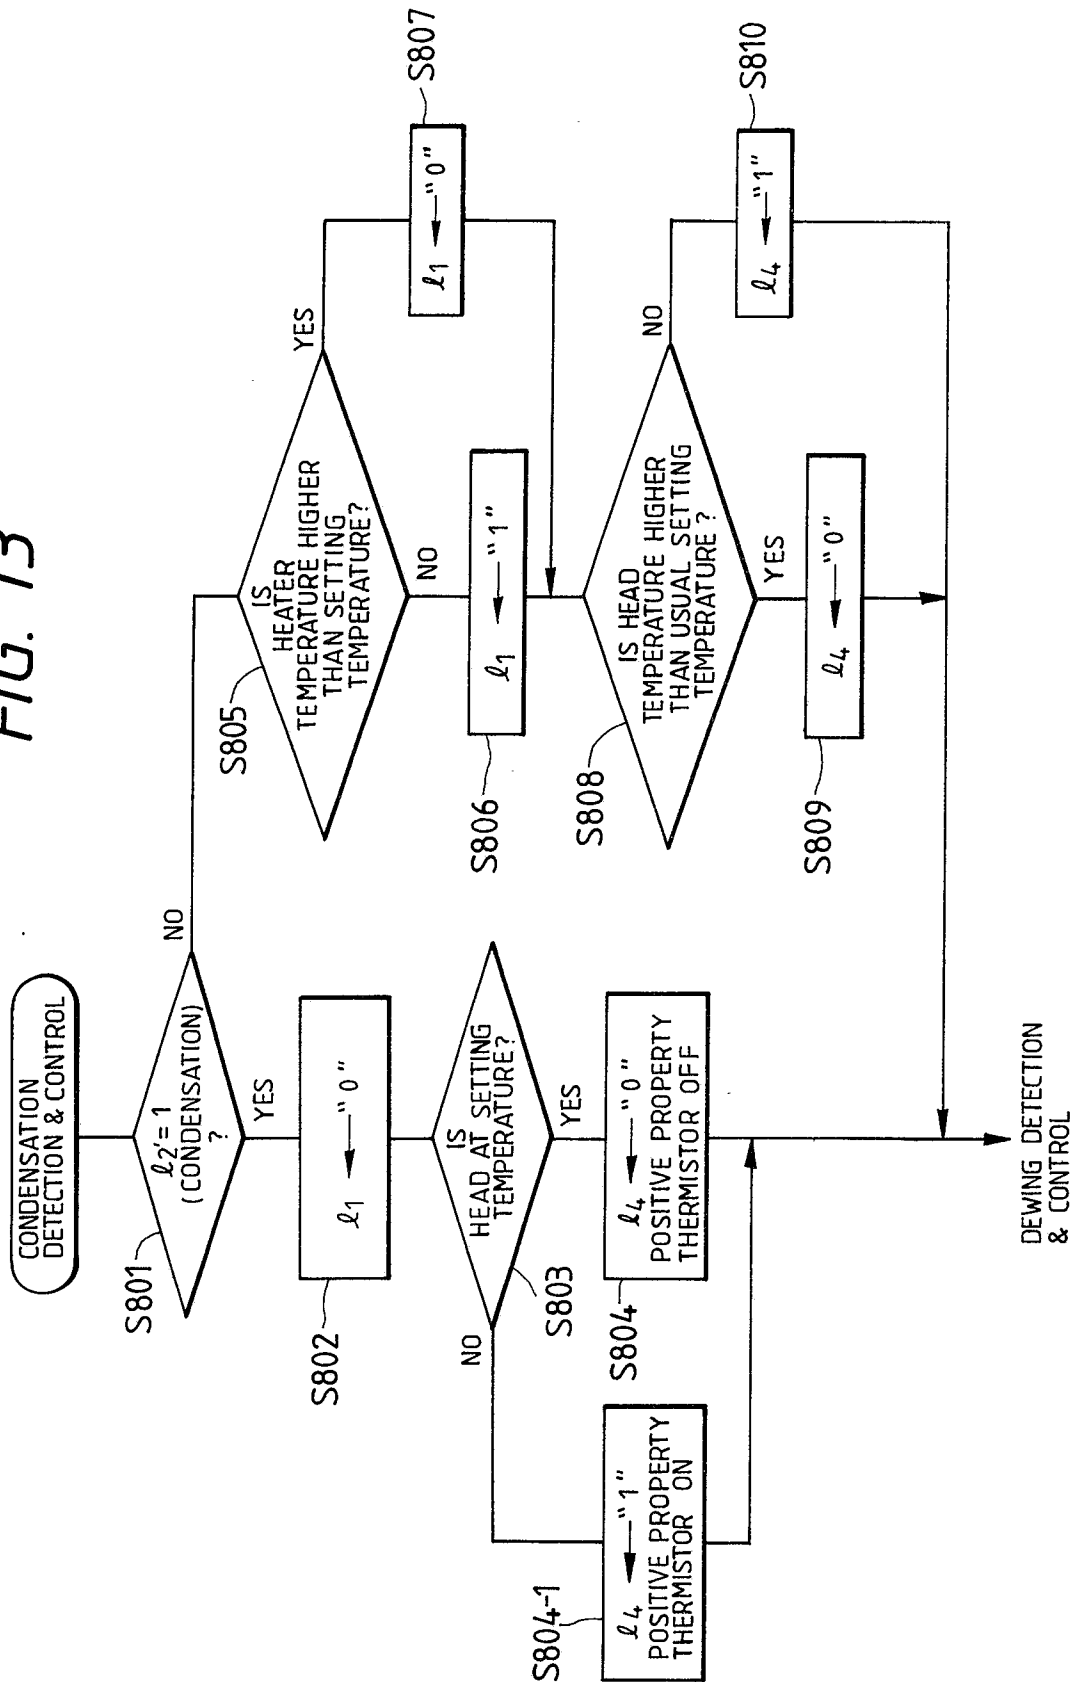 FIG. 13
CONDENSATION
DETECTION & CONTROL
S801
ℓ2'=1
(CONDENSATION)
?
NO
YES
S802
ℓ1 ← "0"
S803
IS
HEAD AT SETTING
TEMPERATURE?
NO
YES
S804
ℓ4 ← "0"
POSITIVE PROPERTY
THERMISTOR OFF
S804-1
ℓ4 ← "1"
POSITIVE PROPERTY
THERMISTOR ON
S805
IS
HEATER
TEMPERATURE HIGHER
THAN SETTING
TEMPERATURE?
YES
NO
S806
ℓ1 ← "1"
S807
ℓ1 ← "0"
S808
IS HEAD
TEMPERATURE HIGHER
THAN USUAL SETTING
TEMPERATURE?
NO
YES
S809
ℓ4 ← "0"
S810
ℓ4 ← "1"
DEWING DETECTION
& CONTROL